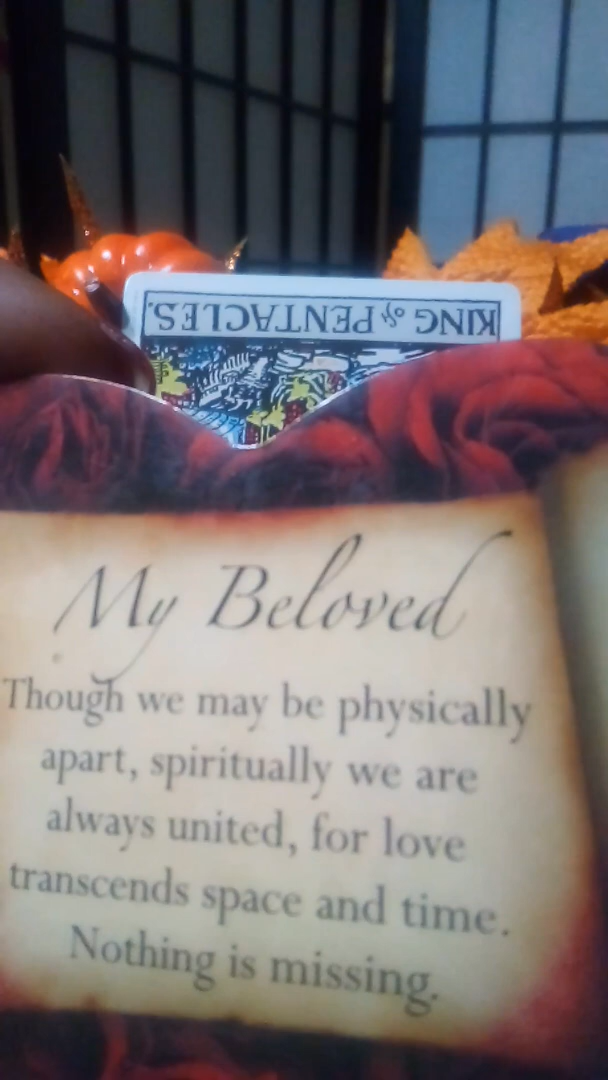 KING of PENTACLES.
My Beloved
Though we may be physically
apart, spiritually we are
always united, for love
transcends space and time.
Nothing is missing.